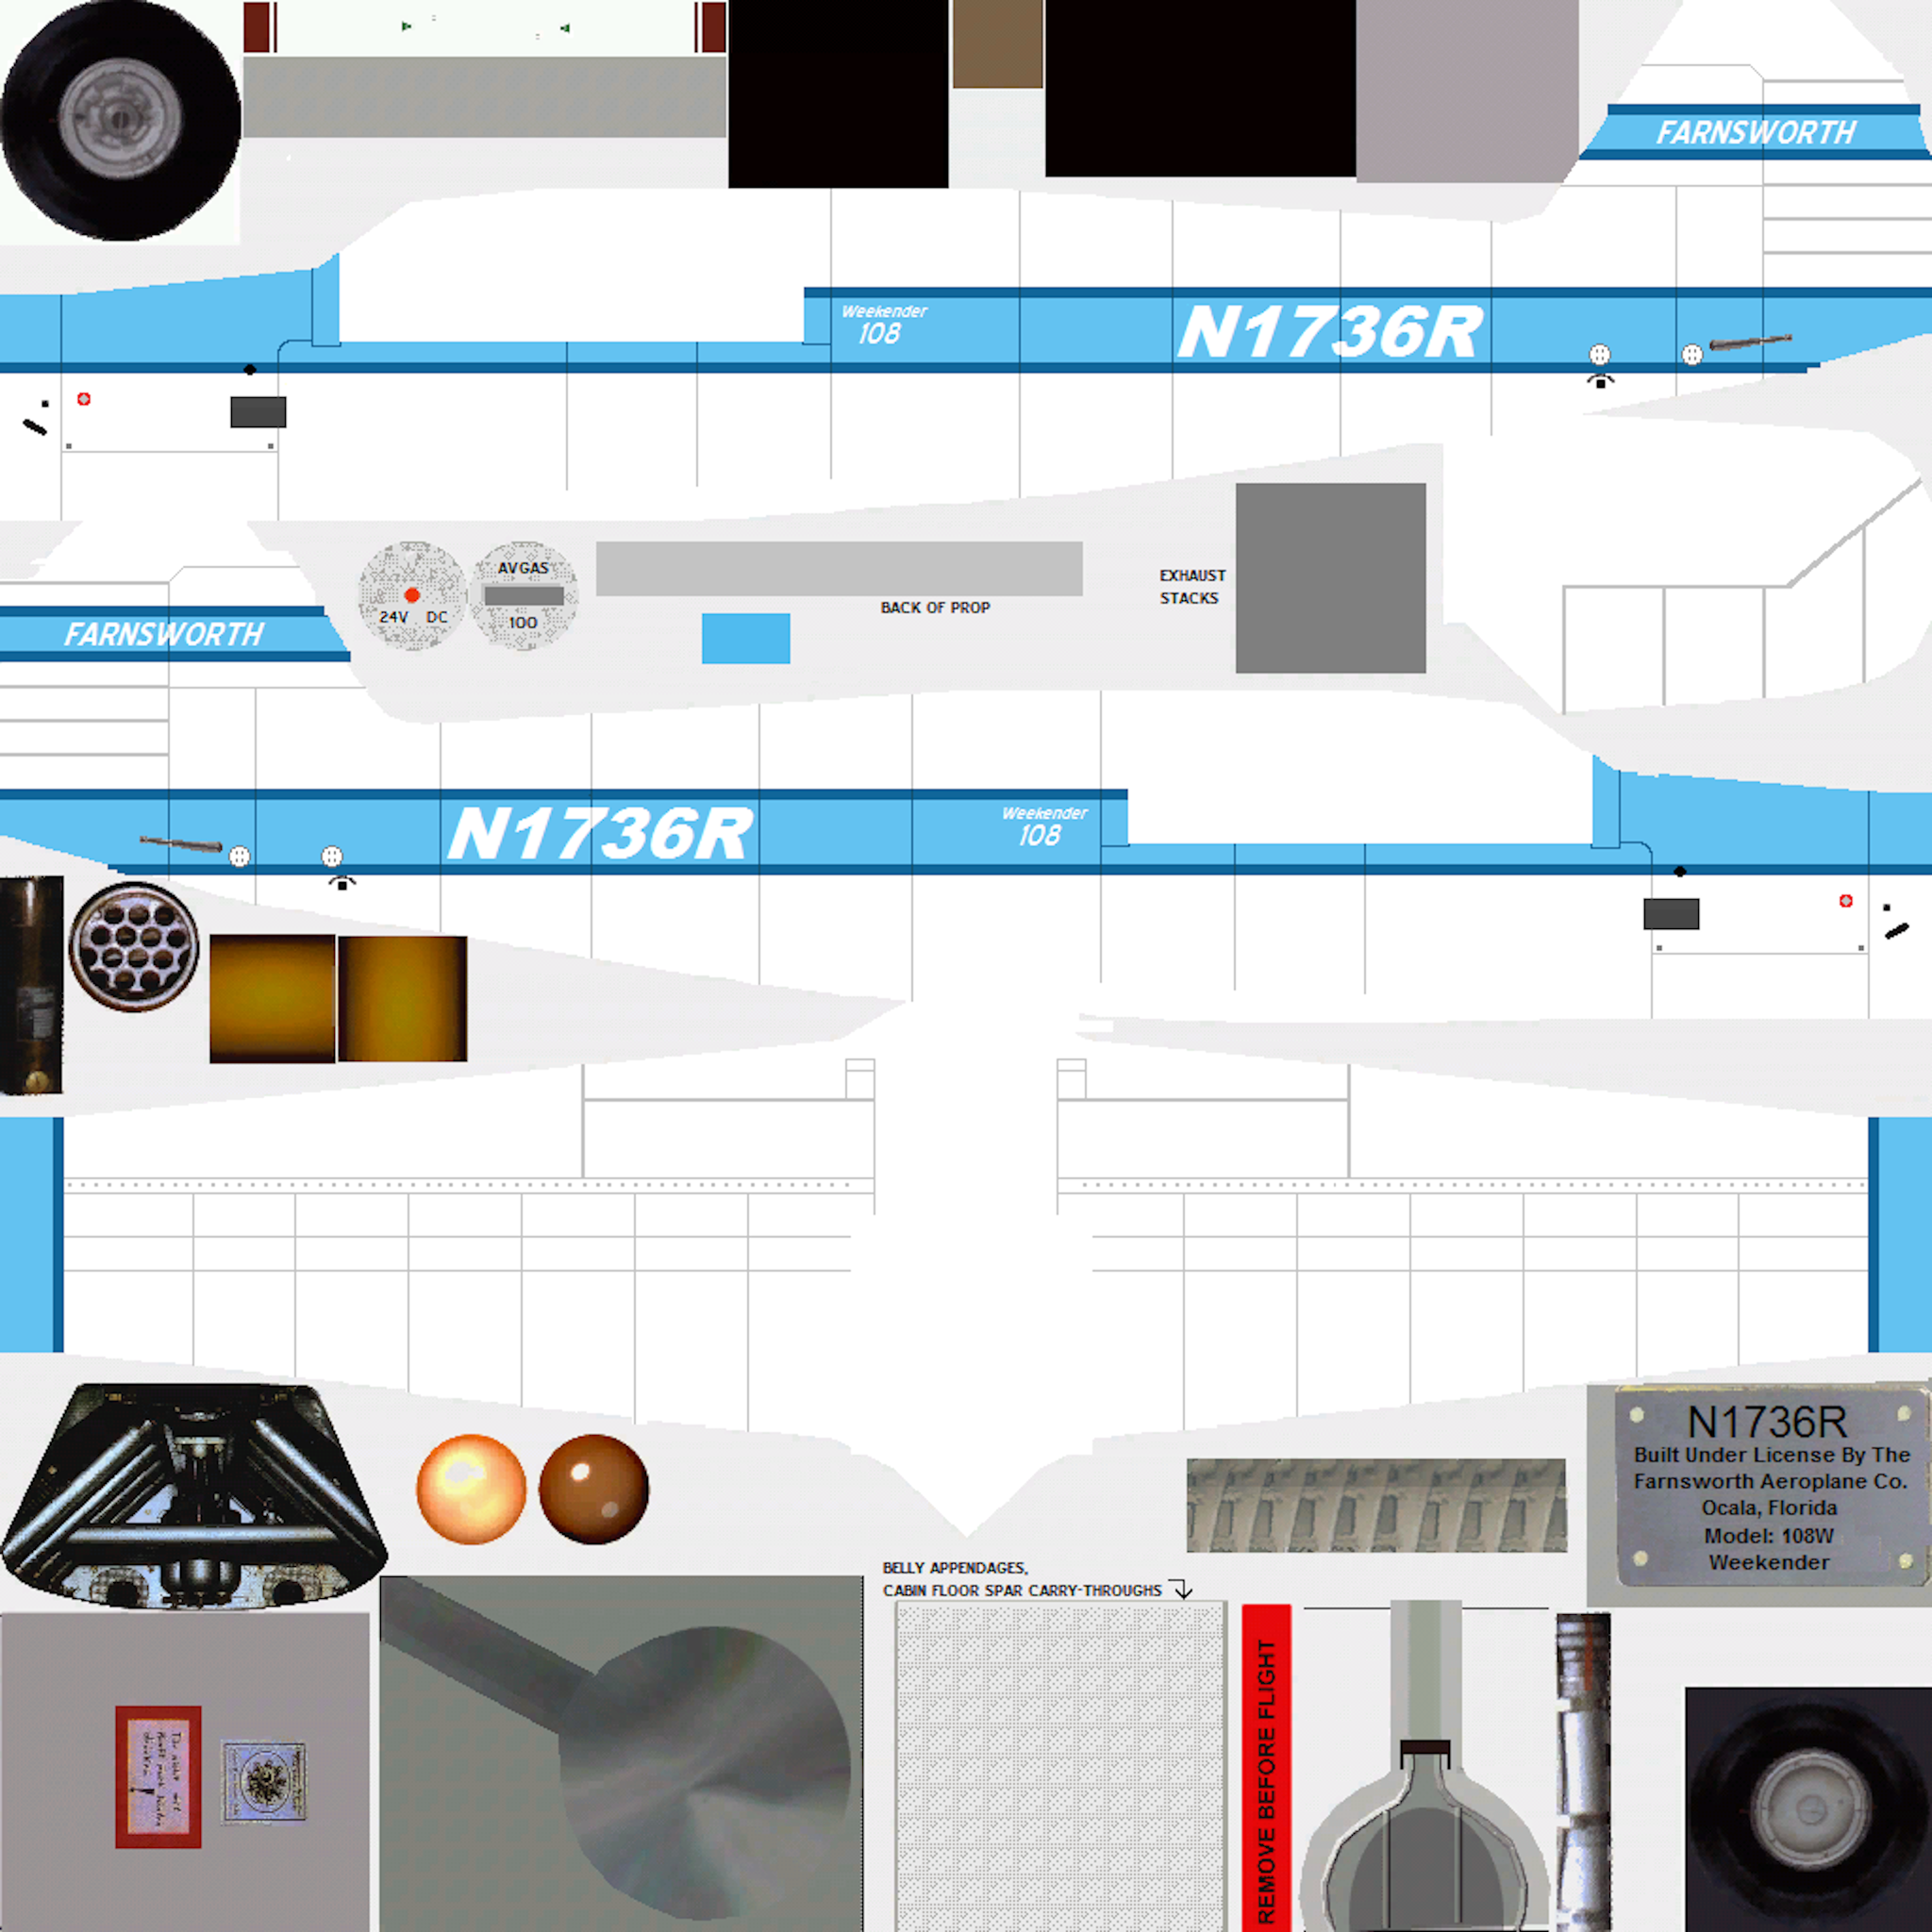 FARNSWORTH
Weekender
108
N1736R
AVGAS
24V DC
100
BACK OF PROP
EXHAUST
STACKS
FARNSWORTH
N1736R
Weekender
108
N1736R
Built Under License By The
Farnsworth Aeroplane Co.
Ocala, Florida
Model: 108W
Weekender
BELLY APPENDAGES,
CABIN FLOOR SPAR CARRY-THROUGHS
REMOVE BEFORE FLIGHT